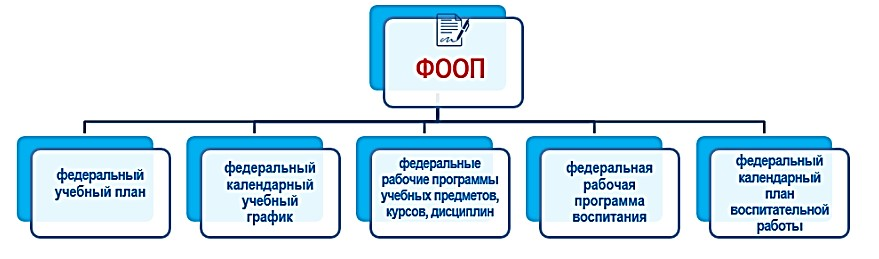 ФООП
федеральный
учебный план
федеральный
календарный
учебный
график
федеральные
рабочие программы
учебных предметов,
курсов, дисциплин
федеральная
рабочая
программа
воспитания
федеральный
календарный
план
воспитательной
работы